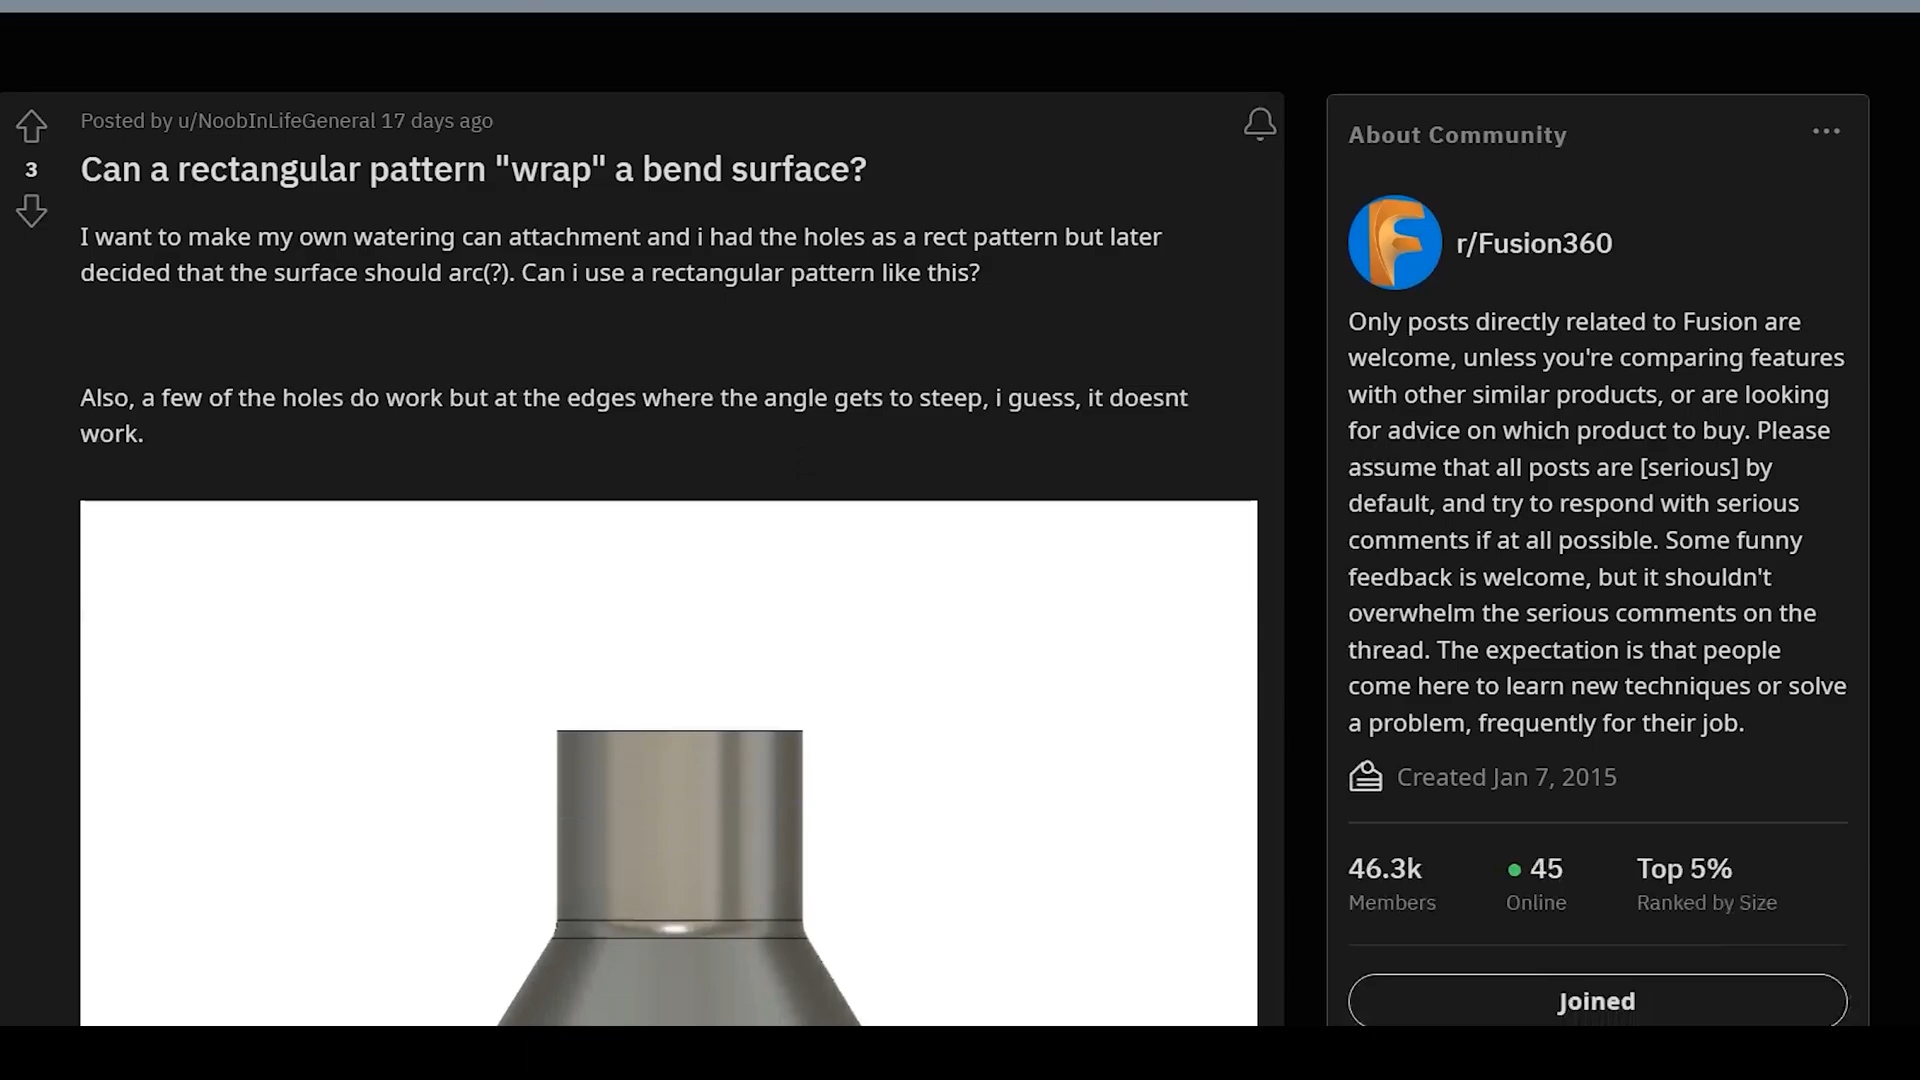 Posted by u/NoobInLifeGeneral 17 days ago
3
Can a rectangular pattern "wrap" a bend surface?
I want to make my own watering can attachment and i had the holes as a rect pattern but later
decided that the surface should arc(?). Can i use a rectangular pattern like this?
Also, a few of the holes do work but at the edges where the angle gets to steep, i guess, it doesnt
work.
About Community
r/Fusion360
Only posts directly related to Fusion are
welcome, unless you're comparing features
with other similar products, or are looking
for advice on which product to buy. Please
assume that all posts are [serious] by
default, and try to respond with serious
comments if at all possible. Some funny
feedback is welcome, but it shouldn't
overwhelm the serious comments on the
thread. The expectation is that people
come here to learn new techniques or solve
a problem, frequently for their job.
Created Jan 7, 2015
46.3k 45 Top 5%
Members Online Ranked by Size
Joined